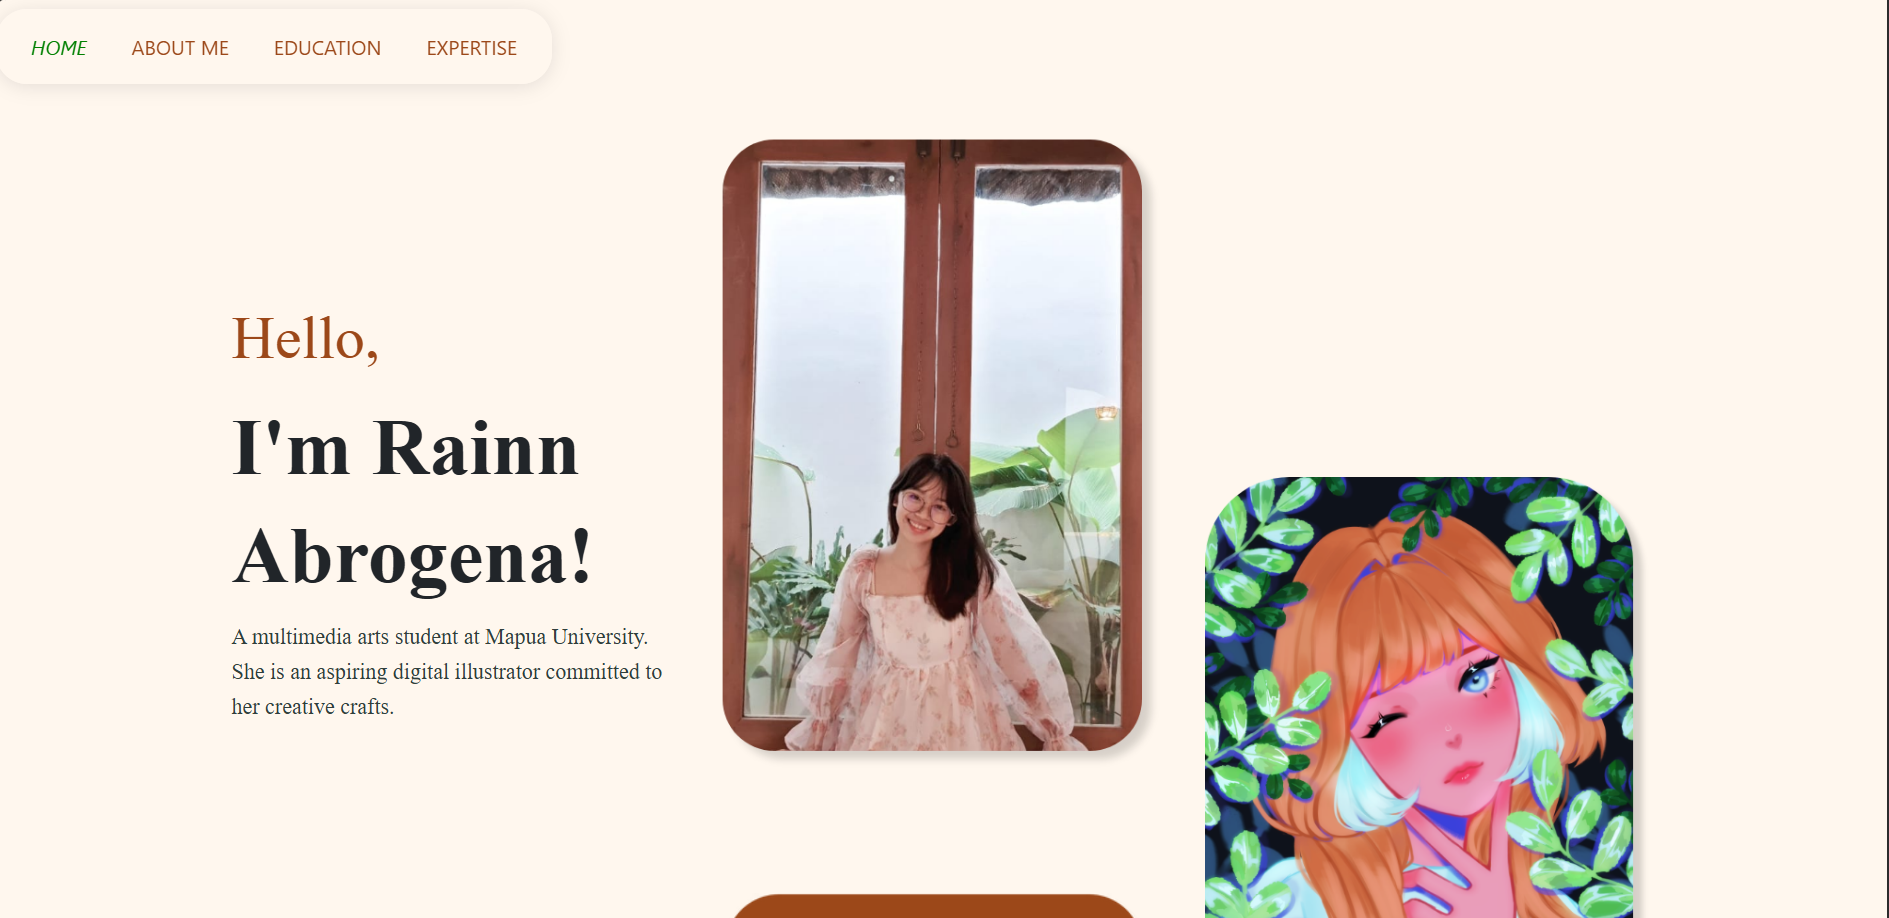 HOME ABOUT ME EDUCATION EXPERTISE
Hello,
I'm Rainn
Abrogena!
A multimedia arts student at Mapua University.
She is an aspiring digital illustrator committed to
her creative crafts.